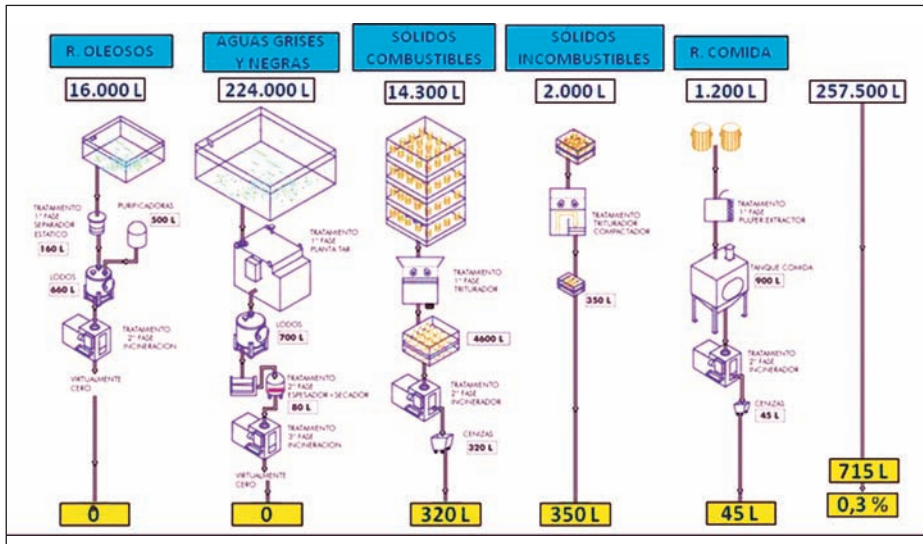 R. OLEOSOS
16.000 L
TRATAMIENTO
1ª FASE
SEPARADOR
ESTATICO
160 L
PURIFICADORAS
500 L
LODOS
660 L
TRATAMIENTO
2ª FASE
INCINERACION
VIRTUALMENTE
CERO
0
AGUAS GRISES
Y NEGRAS
224.000 L
TRATAMIENTO
1ª FASE
PLANTA TAR
LODOS
700 L
TRATAMIENTO
2ª FASE
ESPESADOR+SECADOR
80 L
TRATAMIENTO
3ª FASE
INCINERACION
VIRTUALMENTE
CERO
0
SÓLIDOS
COMBUSTIBLES
14.300 L
TRATAMIENTO
1ª FASE
TRITURADOR
4600 L
TRATAMIENTO
2ª FASE
INCINERADOR
CENIZAS
320 L
320 L
SÓLIDOS
INCOMBUSTIBLES
2.000 L
TRATAMIENTO
TRITURADOR
COMPACTADOR
350 L
350 L
R. COMIDA
1.200 L
TRATAMIENTO
1ª FASE
PULPER EXTRACTOR
TANQUE COMIDA
900 L
TRATAMIENTO
2ª FASE
INCINERADOR
CENIZAS
45 L
45 L
257.500 L
715 L
0,3 %